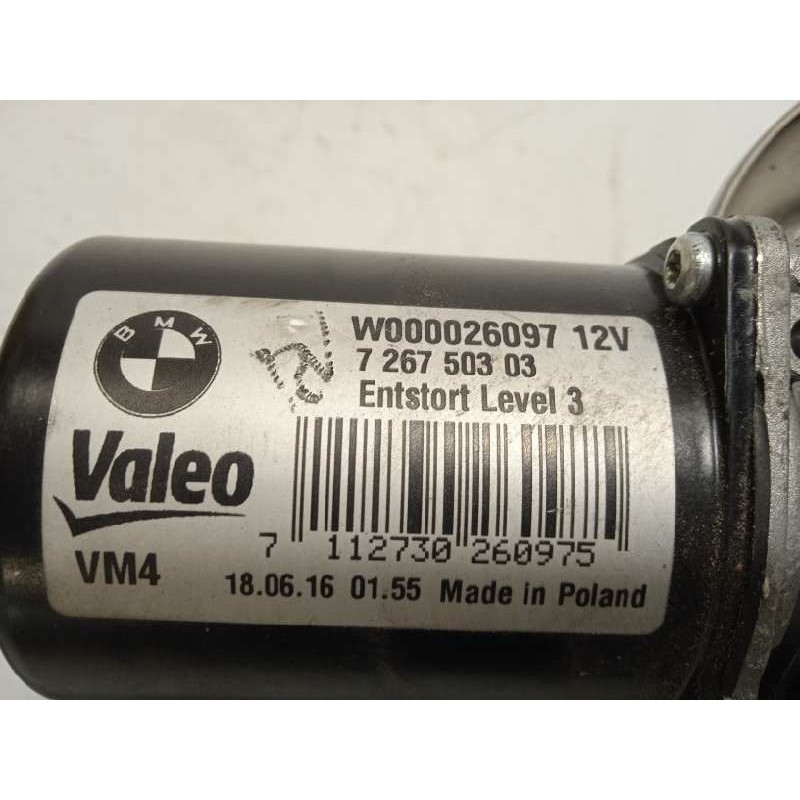 BMW
W000026097 12V
7 267 503 03
Entstort Level 3
Valeo
7 112730 260975
VM4
18.06.16 01.55 Made in Poland